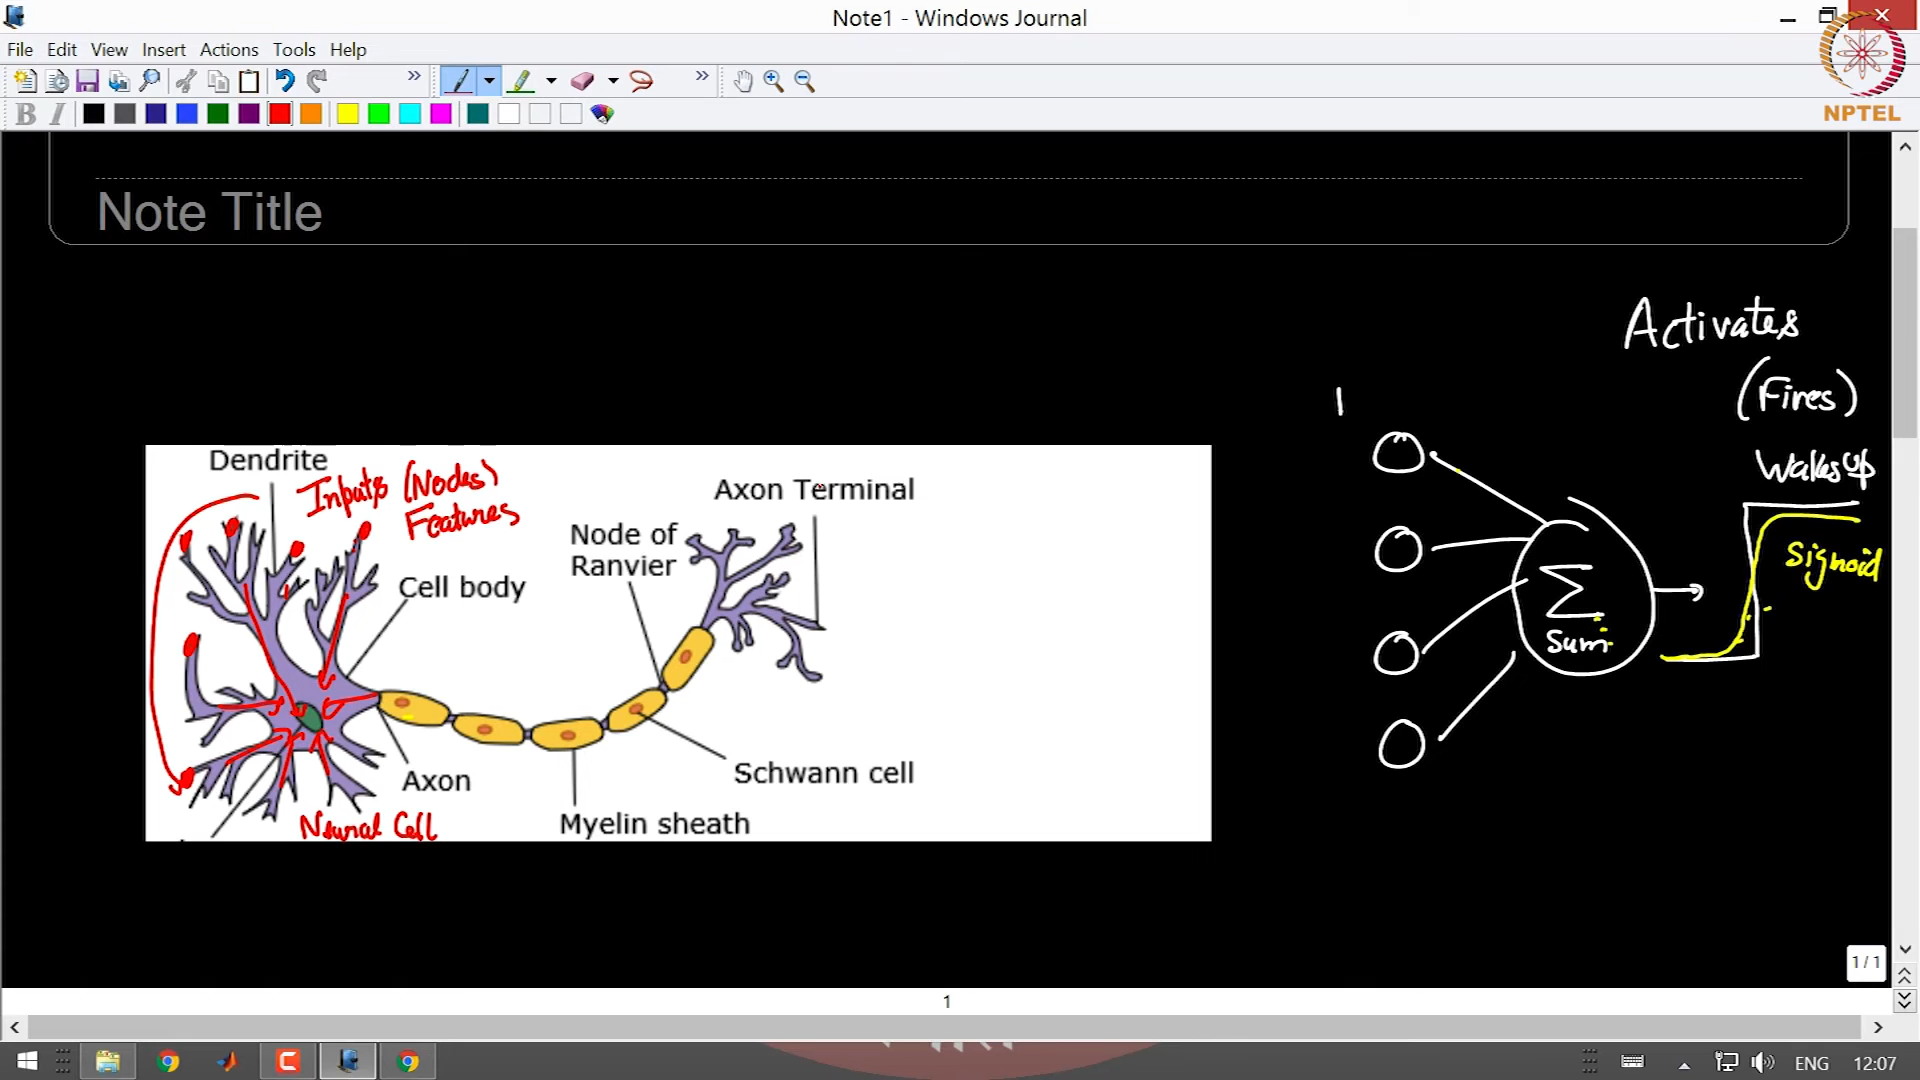 Note1 - Windows Journal
File Edit View Insert Actions Tools Help
B I
NPTEL
Note Title
Activates
(Fires)
Wakes up
Sigmoid
Sum
Dendrite
Inputs (Nodes)
Features
Axon Terminal
Node of
Ranvier
Cell body
Axon
Schwann cell
Neural Cell
Myelin sheath
1 / 1
1
ENG 12:07